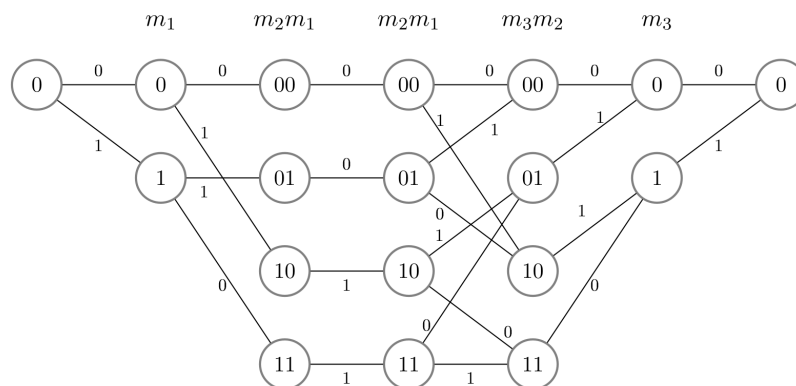 m₁ m₂m₁ m₂m₁ m₃m₂ m₃
0 0 0 0 0 0
0 0 00 00 00 0 0
1 1 1 1 1
1 1 0 01 01 01 1
0 1
1 10 10 10
0 1 0 0
11 11 11
1 1